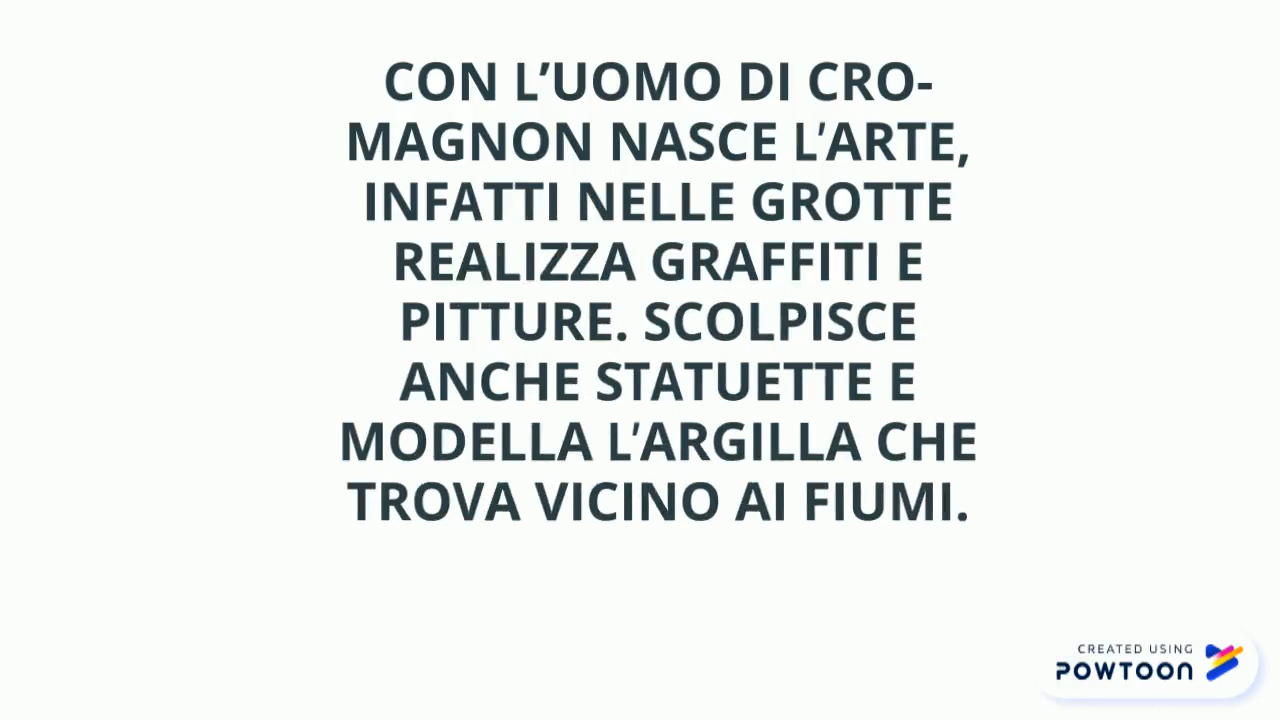 CON L’UOMO DI CRO-
MAGNON NASCE L'ARTE,
INFATTI NELLE GROTTE
REALIZZA GRAFFITI E
PITTURE. SCOLPISCE
ANCHE STATUETTE E
MODELLA L'ARGILLA CHE
TROVA VICINO AI FIUMI.
CREATED USING
POWTOON